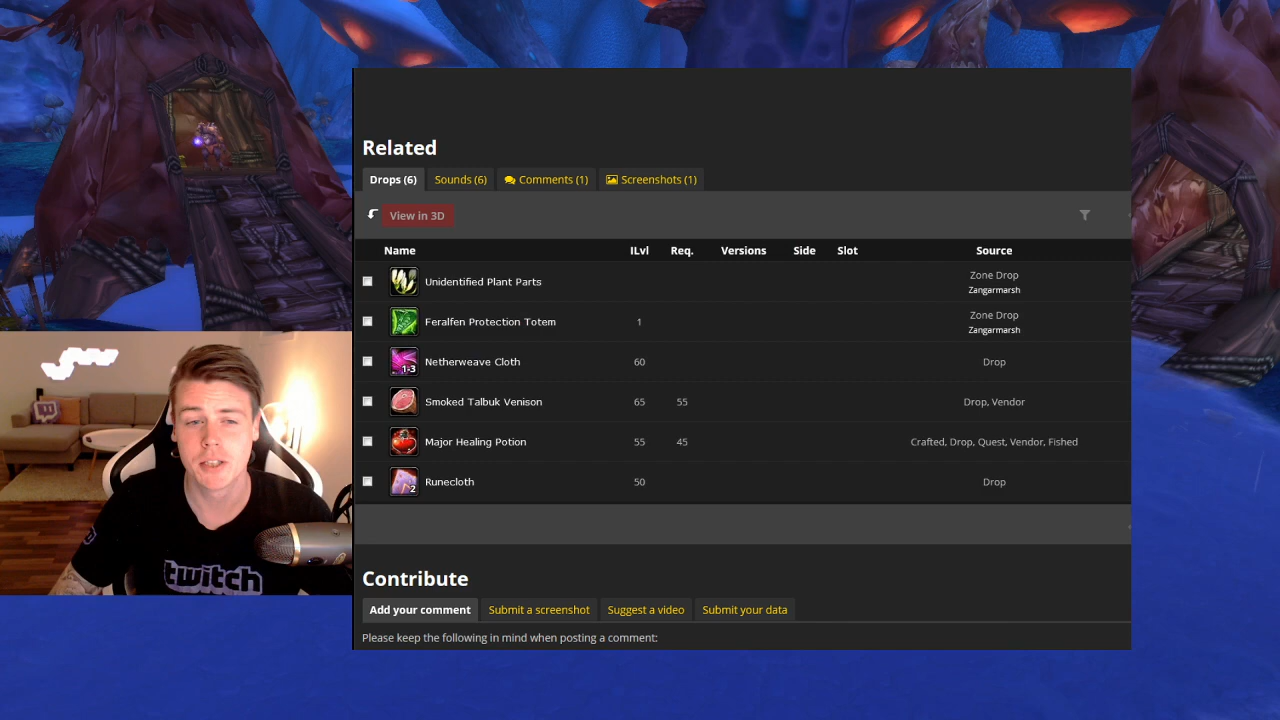 Related
Drops (6) Sounds (6) Comments (1) Screenshots (1)
View in 3D
Name ILvl Req. Versions Side Slot Source
Unidentified Plant Parts Zone Drop
Zangarmarsh
Feralfen Protection Totem 1 Zone Drop
Zangarmarsh
1-3 Netherweave Cloth 60 Drop
Smoked Talbuk Venison 65 55 Drop, Vendor
Major Healing Potion 55 45 Crafted, Drop, Quest, Vendor, Fished
2 Runecloth 50 Drop
twitch
Contribute
Add your comment Submit a screenshot Suggest a video Submit your data
Please keep the following in mind when posting a comment: